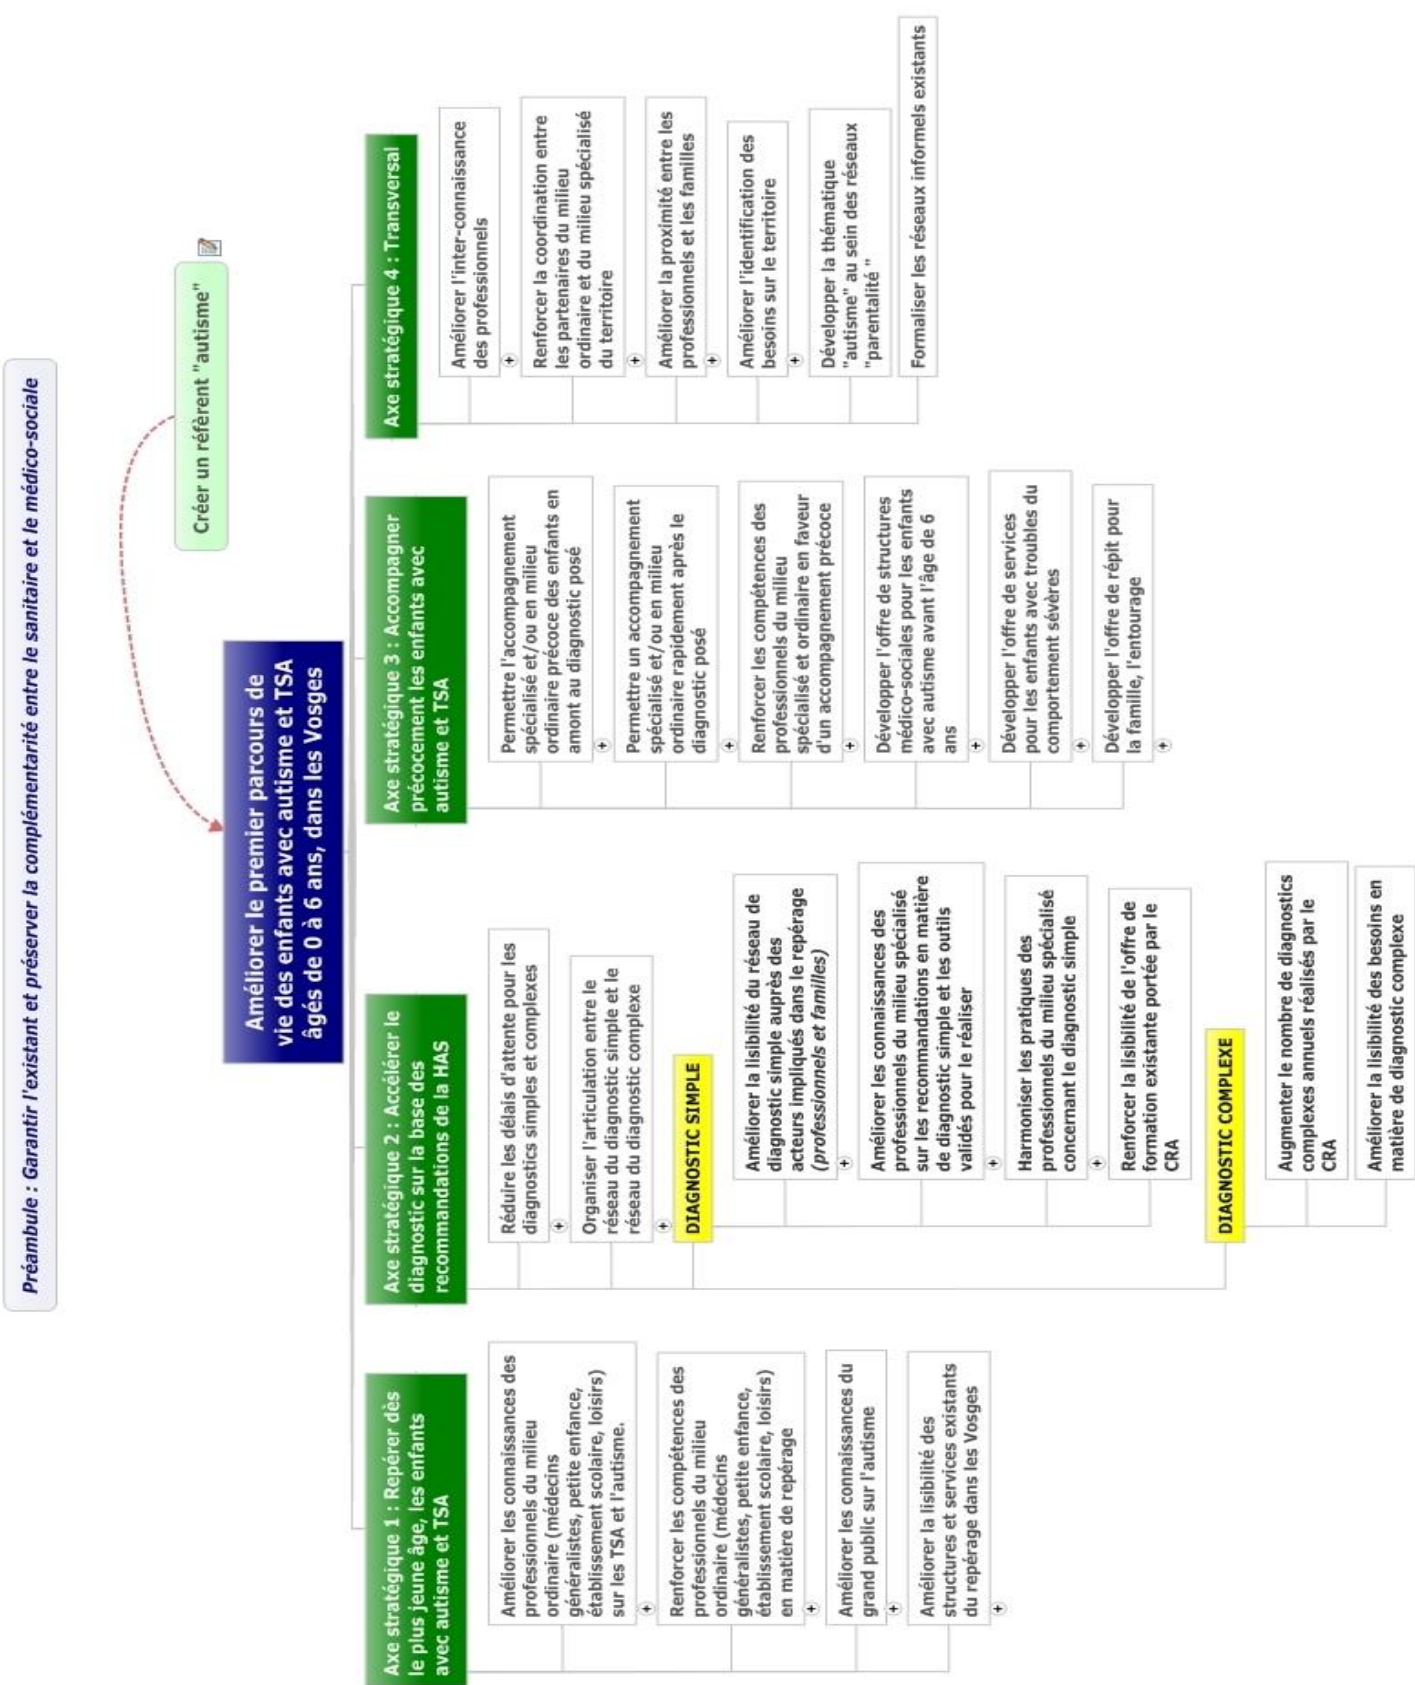 Préambule : Garantir l'existant et préserver la complémentarité entre le sanitaire et le médico-sociale
Créer un référent "autisme"
Améliorer le premier parcours de
vie des enfants avec autisme et TSA
âgés de 0 à 6 ans, dans les Vosges
Axe stratégique 1 : Repérer dès
le plus jeune âge, les enfants
avec autisme et TSA
Améliorer les connaissances des
professionnels du milieu
ordinaire (médecins
généralistes, petite enfance,
établissement scolaire, loisirs)
sur les TSA et l'autisme.
Renforcer les compétences des
professionnels du milieu
ordinaire (médecins
généralistes, petite enfance,
établissement scolaire, loisirs)
en matière de repérage
Améliorer les connaissances du
grand public sur l'autisme
Améliorer la lisibilité des
structures et services existants
du repérage dans les Vosges
Axe stratégique 2 : Accélérer le
diagnostic sur la base des
recommandations de la HAS
Réduire les délais d'attente pour les
diagnostics simples et complexes
Organiser l'articulation entre le
réseau du diagnostic simple et le
réseau du diagnostic complexe
DIAGNOSTIC SIMPLE
Améliorer la lisibilité du réseau de
diagnostic simple auprès des
acteurs impliqués dans le repérage
(professionnels et familles)
Améliorer les connaissances des
professionnels du milieu spécialisé
sur les recommandations en matière
de diagnostic simple et les outils
validés pour le réaliser
Harmoniser les pratiques des
professionnels du milieu spécialisé
concernant le diagnostic simple
Renforcer la lisibilité de l'offre de
formation existante portée par le
CRA
DIAGNOSTIC COMPLEXE
Augmenter le nombre de diagnostics
complexes annuels réalisés par le
CRA
Améliorer la lisibilité des besoins en
matière de diagnostic complexe
Axe stratégique 3 : Accompagner
précocement les enfants avec
autisme et TSA
Permettre l'accompagnement
spécialisé et/ou en milieu
ordinaire précoce des enfants en
amont au diagnostic posé
Permettre un accompagnement
spécialisé et/ou en milieu
ordinaire rapidement après le
diagnostic posé
Renforcer les compétences des
professionnels du milieu
spécialisé et ordinaire en faveur
d'un accompagnement précoce
Développer l'offre de structures
médico-sociales pour les enfants
avec autisme avant l'âge de 6
ans
Développer l'offre de services
pour les enfants avec troubles du
comportement sévères
Développer l'offre de répit pour
la famille, l'entourage
Axe stratégique 4 : Transversal
Améliorer l'inter-connaissance
des professionnels
Renforcer la coordination entre
les partenaires du milieu
ordinaire et du milieu spécialisé
du territoire
Améliorer la proximité entre les
professionnels et les familles
Améliorer l'identification des
besoins sur le territoire
Développer la thématique
"autisme" au sein des réseaux
"parentalité "
Formaliser les réseaux informels existants